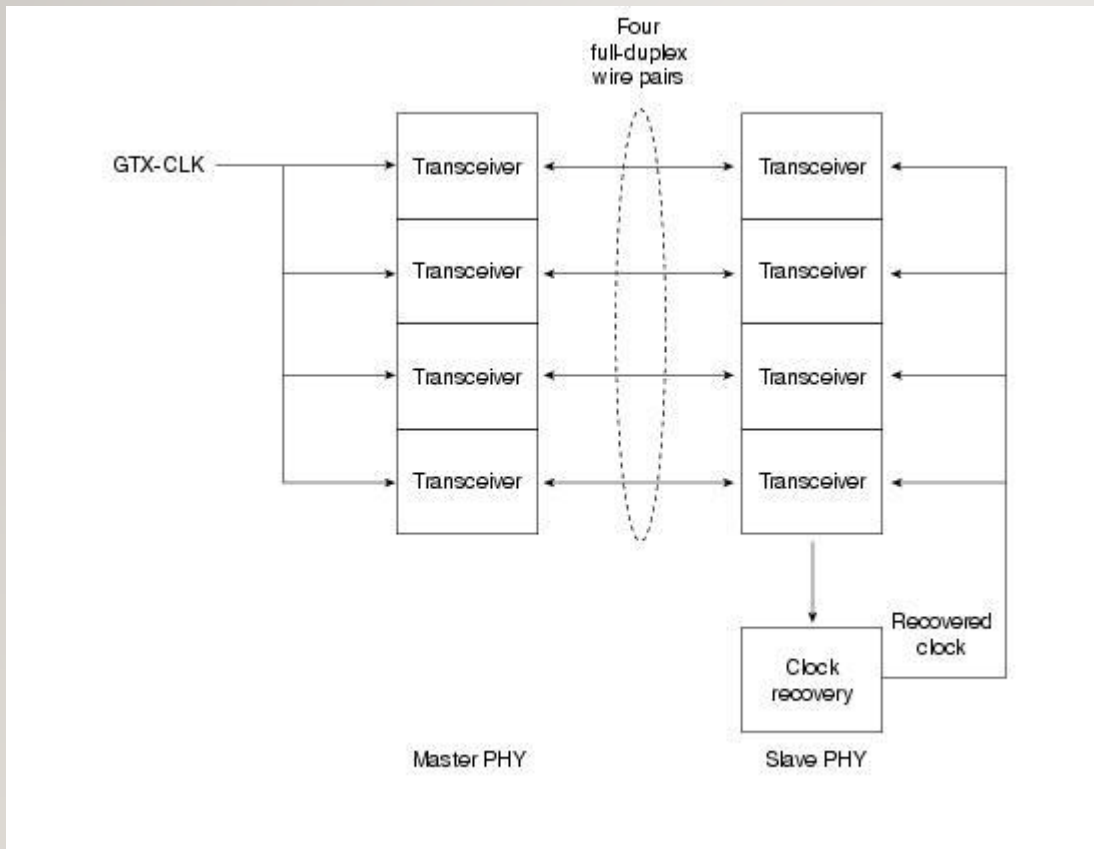 Four
full-duplex
wire pairs
GTX-CLK
Transceiver
Transceiver
Transceiver
Transceiver
Transceiver
Transceiver
Transceiver
Transceiver
Recovered
clock
Clock
recovery
Master PHY
Slave PHY